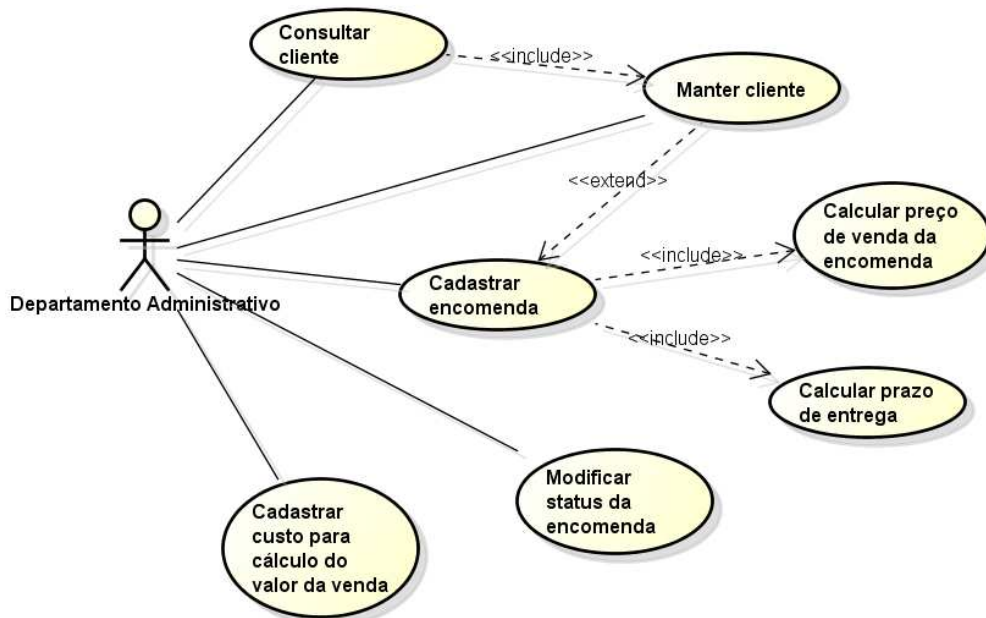 Consultar
cliente
<<include>>
Manter cliente
<<extend>>
Calcular preço
de venda da
encomenda
<<include>>
Cadastrar
encomenda
Departamento Administrativo
<<include>>
Calcular prazo
de entrega
Modificar
status da
encomenda
Cadastrar
custo para
cálculo do
valor da venda